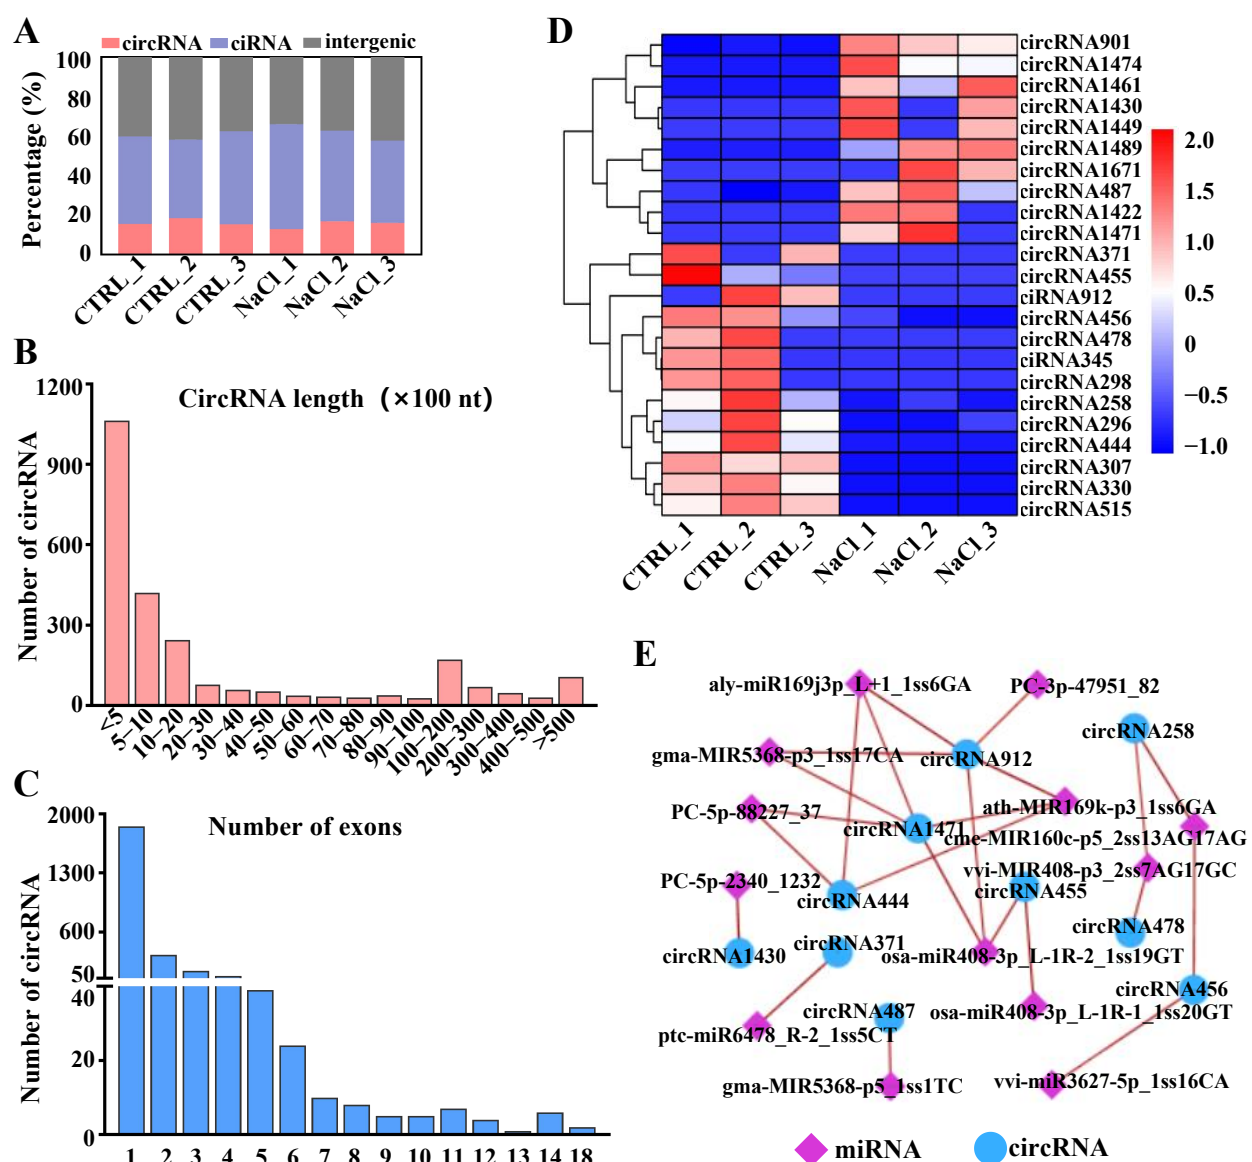 A
circRNA ciRNA intergenic
Percentage (%)
100
80
60
40
20
0
CTRL_1 CTRL_2 CTRL_3 NaCl_1 NaCl_2 NaCl_3
B
CircRNA length (×100 nt)
Number of circRNA
1200
900
600
300
0
<5 5–10 10–20 20–30 30–40 40–50 50–60 60–70 70–80 80–90 90–100 100–200 200–300 300–400 400–500 >500
C
Number of exons
Number of circRNA
2000
1300
600
50
40
20
0
1 2 3 4 5 6 7 8 9 10 11 12 13 14 18
D
circRNA901
circRNA1474
circRNA1461
circRNA1430
circRNA1449
circRNA1489
circRNA1671
circRNA487
circRNA1422
circRNA1471
circRNA371
circRNA455
ciRNA912
circRNA456
circRNA478
ciRNA345
circRNA298
circRNA258
circRNA296
circRNA444
circRNA307
circRNA330
circRNA515
CTRL_1 CTRL_2 CTRL_3 NaCl_1 NaCl_2 NaCl_3
2.0
1.5
1.0
0.5
0
−0.5
−1.0
E
aly-miR169j3p_L+1_1ss6GA
PC-3p-47951_82
circRNA258
gma-MIR5368-p3_1ss17CA
circRNA912
PC-5p-88227_37
ath-MIR169k-p3_1ss6GA
circRNA1471
cme-MIR160c-p5_2ss13AG17AG
vvi-MIR408-p3_2ss7AG17GC
PC-5p-2340_1232
circRNA455
circRNA444
circRNA478
circRNA371
circRNA1430
osa-miR408-3p_L-1R-2_1ss19GT
circRNA456
circRNA487
osa-miR408-3p_L-1R-1_1ss20GT
ptc-miR6478_R-2_1ss5CT
gma-MIR5368-p5_1ss1TC
vvi-miR3627-5p_1ss16CA
miRNA circRNA